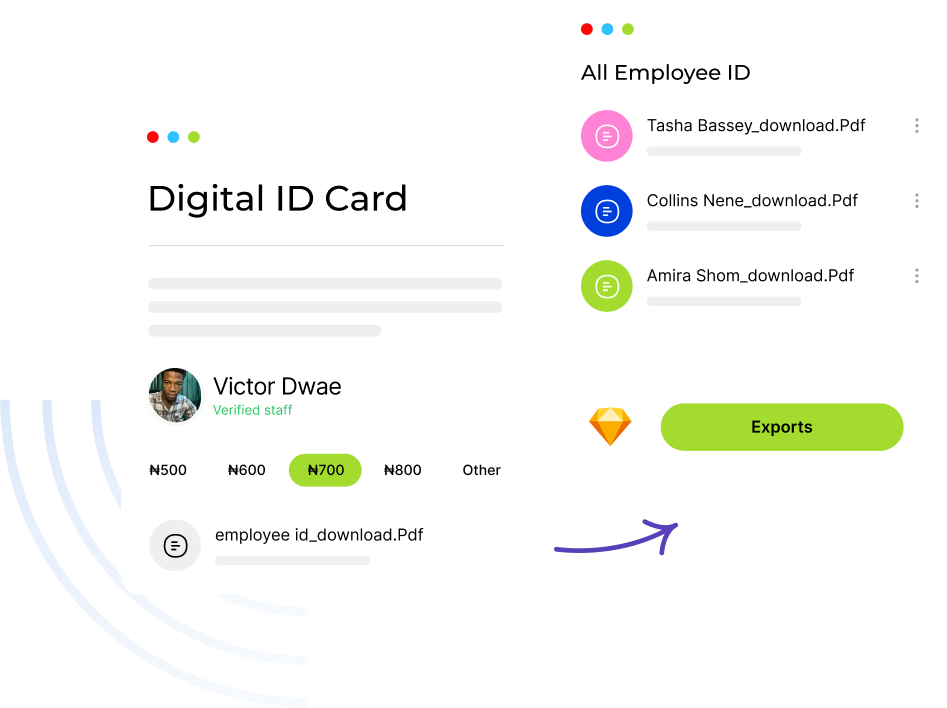 All Employee ID
Tasha Bassey_download.Pdf
Collins Nene_download.Pdf
Amira Shom_download.Pdf
Exports
Digital ID Card
Victor Dwae
Verified staff
₦500 ₦600 ₦700 ₦800 Other
employee id_download.Pdf